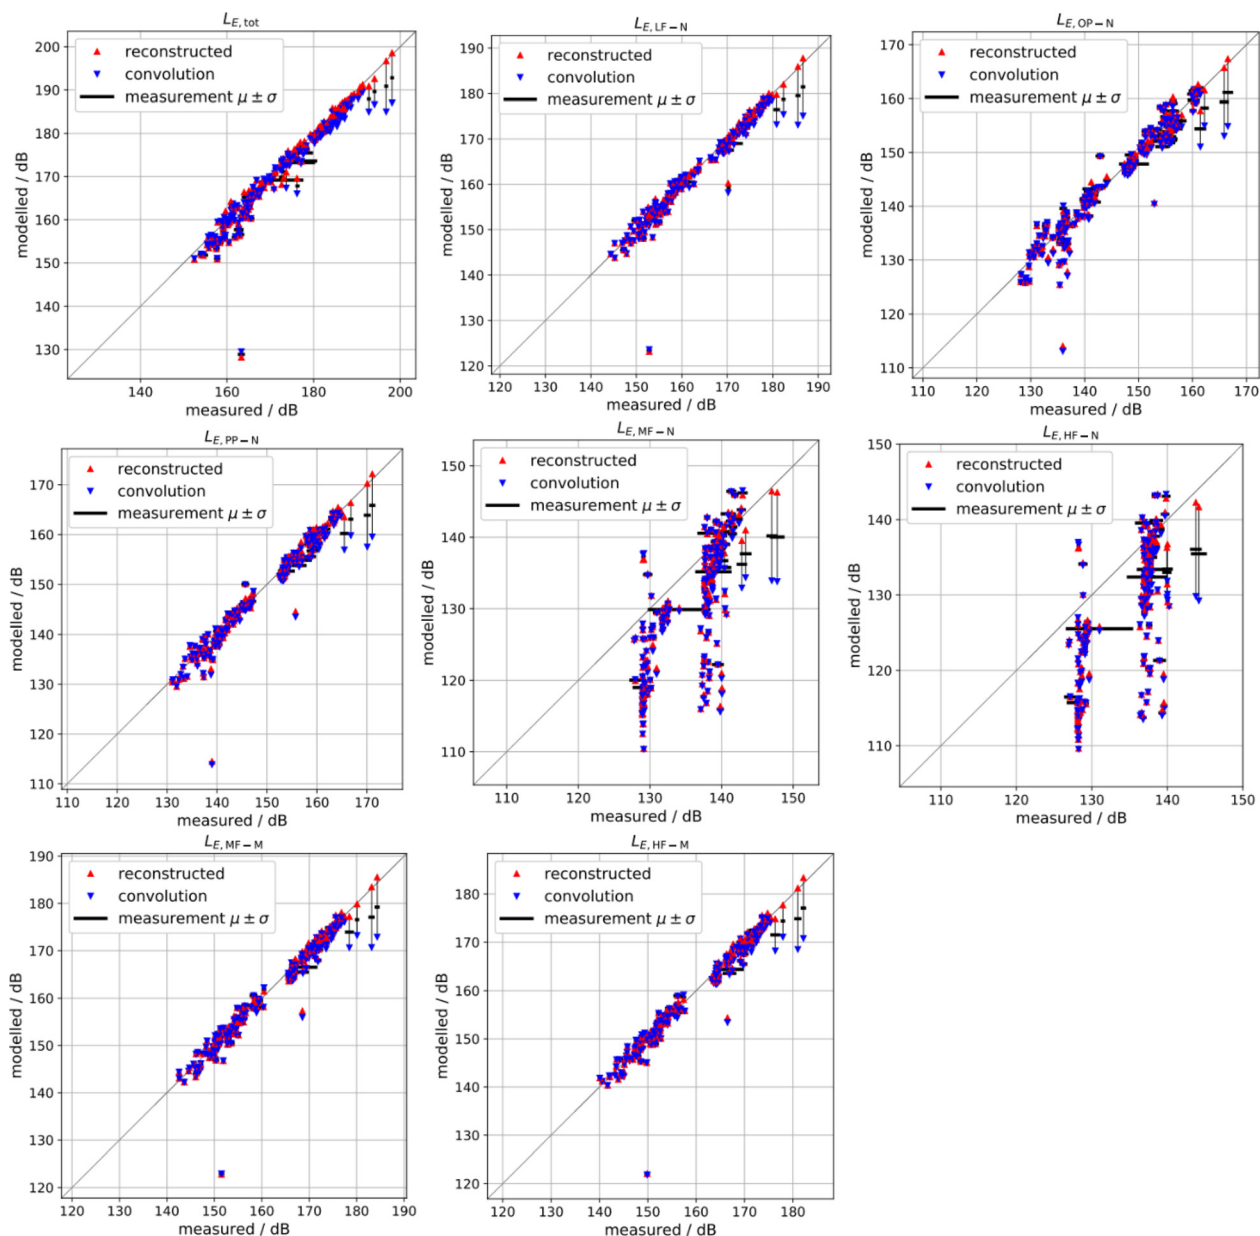 L_E, tot
200
190
180
170
160
150
140
130
140
160
180
200
modelled / dB
measured / dB
reconstructed
convolution
measurement μ ± σ
L_E, LF − N
190
180
170
160
150
140
130
120
120
130
140
150
160
170
180
190
modelled / dB
measured / dB
reconstructed
convolution
measurement μ ± σ
L_E, OP − N
170
160
150
140
130
120
110
110
120
130
140
150
160
170
modelled / dB
measured / dB
reconstructed
convolution
measurement μ ± σ
L_E, PP − N
170
160
150
140
130
120
110
110
120
130
140
150
160
170
modelled / dB
measured / dB
reconstructed
convolution
measurement μ ± σ
L_E, MF − N
150
140
130
120
110
110
120
130
140
150
modelled / dB
measured / dB
reconstructed
convolution
measurement μ ± σ
L_E, HF − N
150
140
130
120
110
110
120
130
140
150
modelled / dB
measured / dB
reconstructed
convolution
measurement μ ± σ
L_E, MF − M
190
180
170
160
150
140
130
120
120
130
140
150
160
170
180
190
modelled / dB
measured / dB
reconstructed
convolution
measurement μ ± σ
L_E, HF − M
180
170
160
150
140
130
120
120
130
140
150
160
170
180
modelled / dB
measured / dB
reconstructed
convolution
measurement μ ± σ